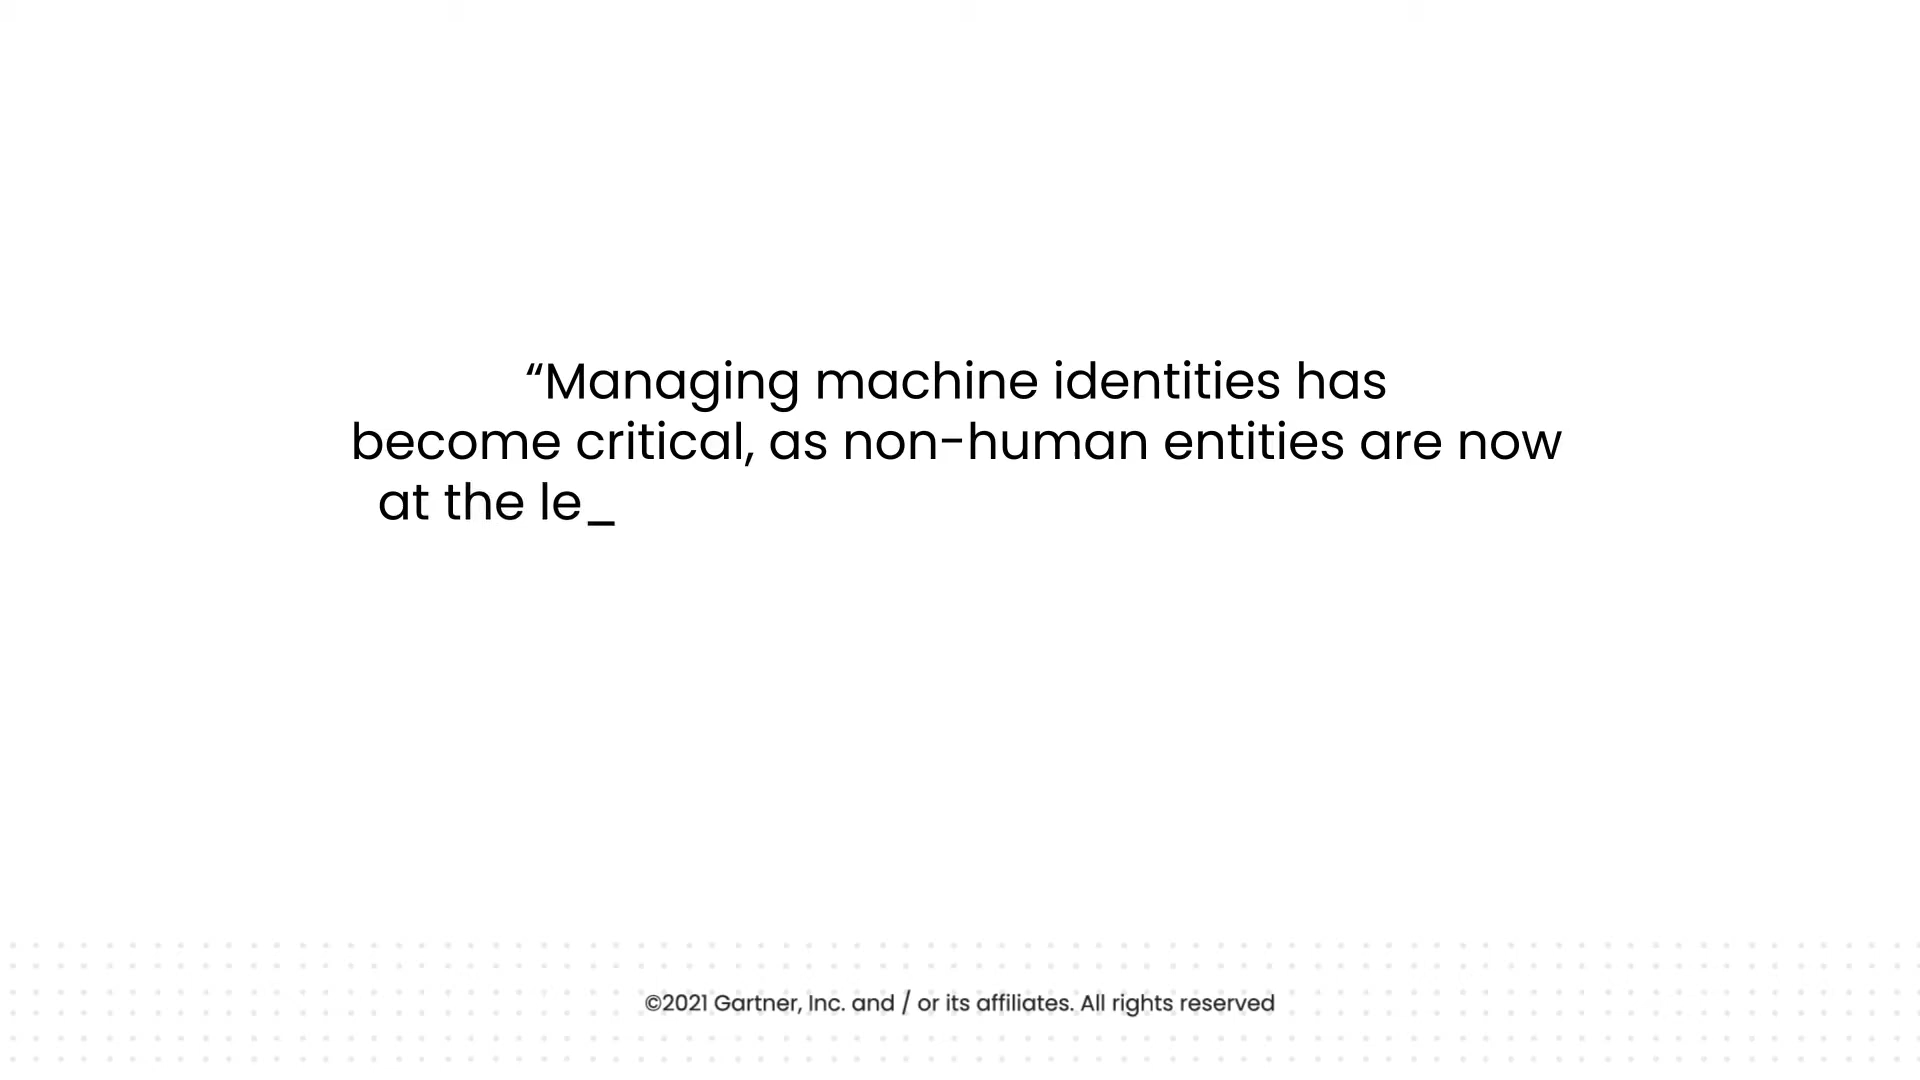 “Managing machine identities has
become critical, as non-human entities are now
at the le_
©2021 Gartner, Inc. and / or its affiliates. All rights reserved